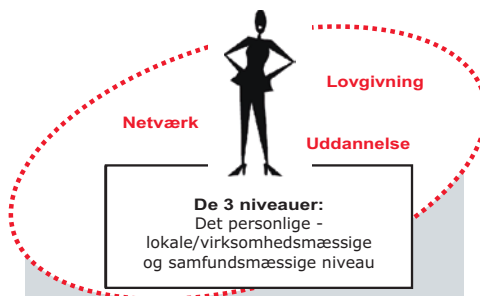 Lovgivning
Netværk
Uddannelse
De 3 niveauer:
Det personlige -
lokale/virksomhedsmæssige
og samfundsmæssige niveau